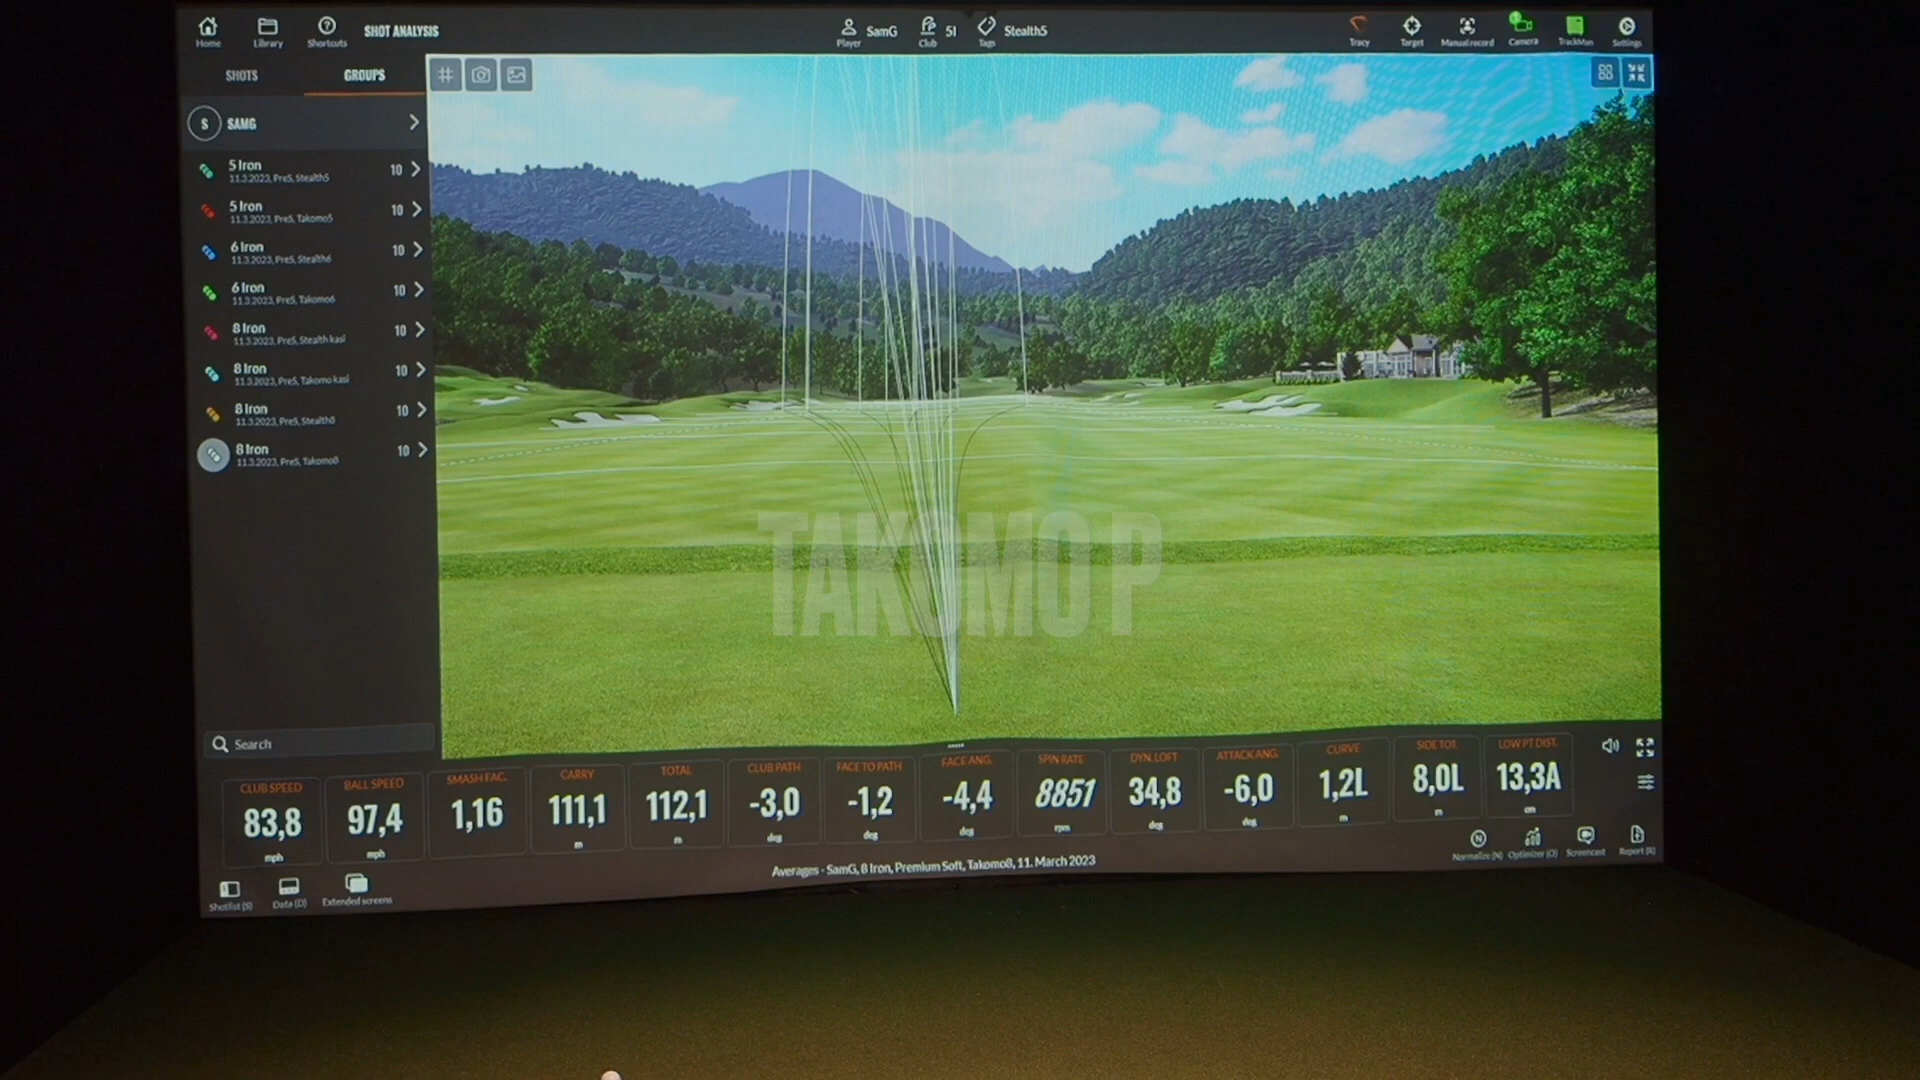 Home
Library
Shortcuts
SHOT ANALYSIS
SamG
Player
5I
Club
Stealth5
Tags
Tracy
Target
Manual record
Camera
TrackMan
Settings
SHOTS
GROUPS
S
SAMG
5 Iron
11.3.2023, PreS, Stealth5
10
5 Iron
11.3.2023, PreS, Takomo5
10
6 Iron
11.3.2023, PreS, Stealth6
10
6 Iron
11.3.2023, PreS, Takomo6
10
8 Iron
11.3.2023, PreS, Stealth kasi
10
8 Iron
11.3.2023, PreS, Takomo kasi
10
8 Iron
11.3.2023, PreS, Stealth8
10
8 Iron
11.3.2023, PreS, Takomo8
10
TAKOMO P
Search
CLUB SPEED
83,8
mph
BALL SPEED
97,4
mph
SMASH FAC.
1,16
CARRY
111,1
m
TOTAL
112,1
m
CLUB PATH
-3,0
deg
FACE TO PATH
-1,2
deg
FACE ANG.
-4,4
deg
SPIN RATE
8851
rpm
DYN. LOFT
34,8
deg
ATTACK ANG.
-6,0
deg
CURVE
1,2L
m
SIDE TOT.
8,0L
m
LOW PT DIST.
13,3A
cm
Normalize (N)
Optimizer (O)
Screencast
Report (R)
Averages - SamG, 8 Iron, Premium Soft, Takomo8, 11. March 2023
Shotlist (S)
Data (D)
Extended screens